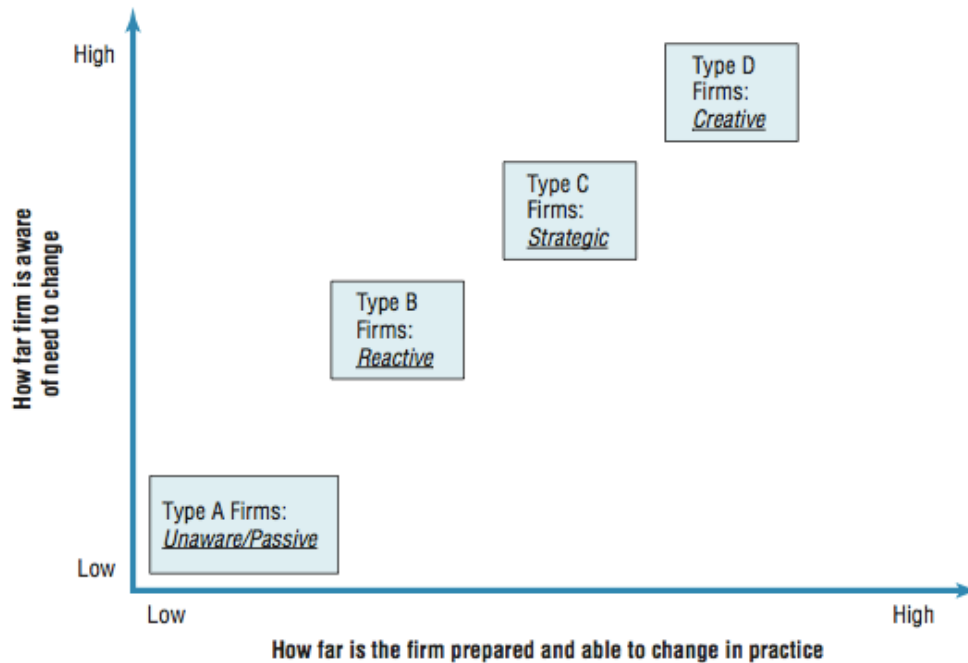 High
Type D
Firms:
Creative
Type C
Firms:
Strategic
How far firm is aware
of need to change
Type B
Firms:
Reactive
Type A Firms:
Unaware/Passive
Low
Low
High
How far is the firm prepared and able to change in practice